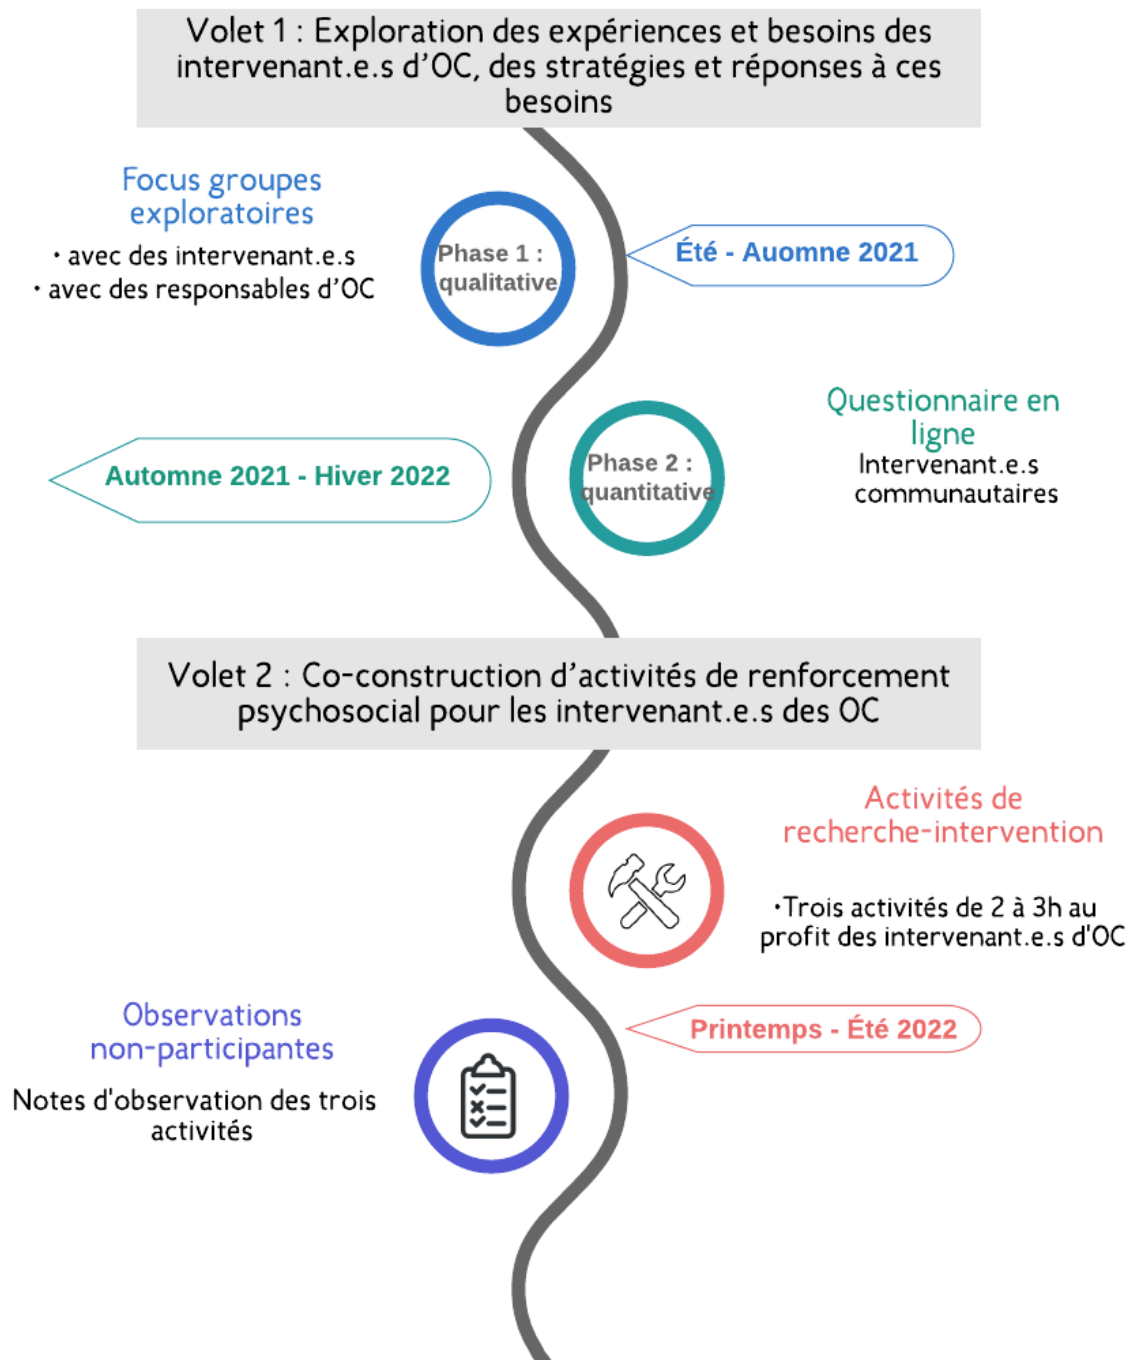 Volet 1 : Exploration des expériences et besoins des
intervenant.e.s d’OC, des stratégies et réponses à ces
besoins
Focus groupes
exploratoires
• avec des intervenant.e.s
• avec des responsables d’OC
Phase 1 :
qualitative
Été - Auomne 2021
Automne 2021 - Hiver 2022
Phase 2 :
quantitative
Questionnaire en
ligne
Intervenant.e.s
communautaires
Volet 2 : Co-construction d’activités de renforcement
psychosocial pour les intervenant.e.s des OC
Activités de
recherche-intervention
•Trois activités de 2 à 3h au
profit des intervenant.e.s d'OC
Printemps - Été 2022
Observations
non-participantes
Notes d'observation des trois
activités